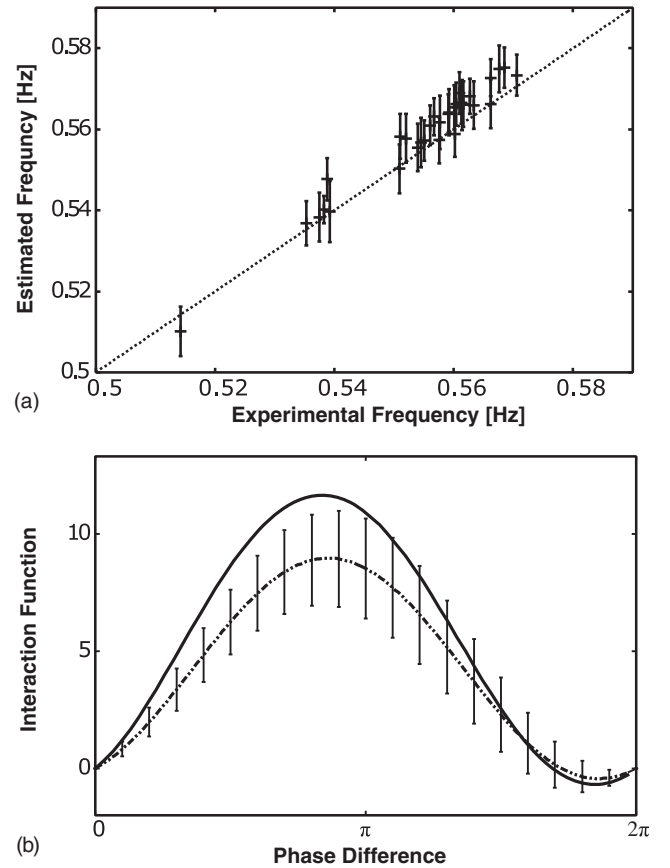 0.58
0.56
0.54
0.52
0.5
Estimated Frequncy [Hz]
0.5 0.52 0.54 0.56 0.58
(a)
Experimental Frequency [Hz]
10
5
0
Interaction Function
0 π 2π
(b)
Phase Difference